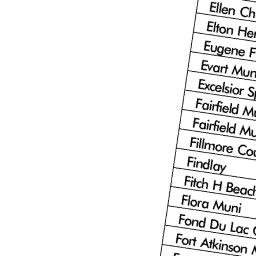 Ellen Ch
Elton He
Eugene F
Evart Mun
Excelsior Sp
Fairfield Mu
Fairfield Mu
Fillmore Cou
Findlay
Fitch H Beach
Flora Muni
Fond Du Lac
Fort Atkinson